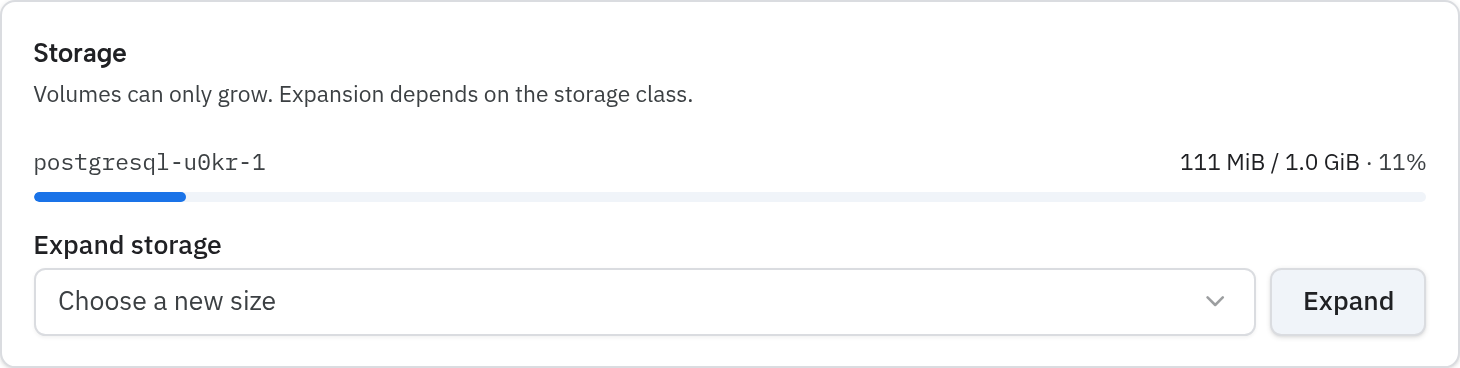 Storage
Volumes can only grow. Expansion depends on the storage class.
postgresql-u0kr-1 111 MiB / 1.0 GiB · 11%
Expand storage
Choose a new size Expand